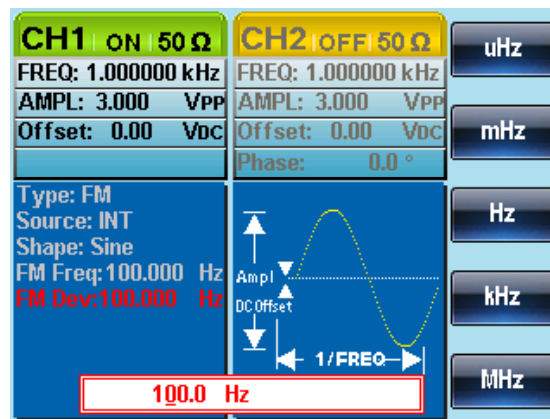 CH1 ON 50 Ω
FREQ: 1.000000 kHz
AMPL: 3.000 VPP
Offset: 0.00 VDC
CH2 OFF 50 Ω
FREQ: 1.000000 kHz
AMPL: 3.000 VPP
Offset: 0.00 VDC
Phase: 0.0 °
Type: FM
Source: INT
Shape: Sine
FM Freq:100.000 Hz
FM Dev:100.000 Hz
Ampl
DC Offset
1/FREQ
100.0 Hz
uHz
mHz
Hz
kHz
MHz